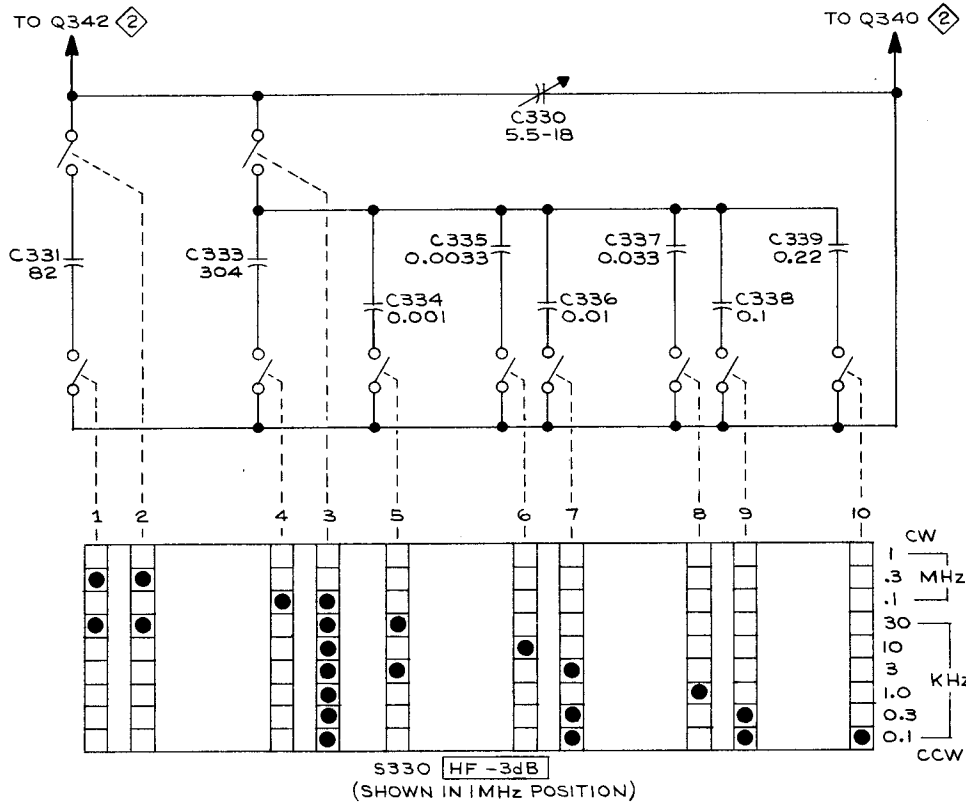 TO Q342 2
TO Q340 2
C330
5.5-18
C331
82
C333
304
C334
0.001
C335
0.0033
C336
0.01
C337
0.033
C338
0.1
C339
0.22
1 2 4 3 5 6 7 8 9 10
CW
1
.3 MHz
.1
30
10
3
1.0 KHz
0.3
0.1
CCW
S330 HF -3dB
(SHOWN IN 1MHz POSITION)